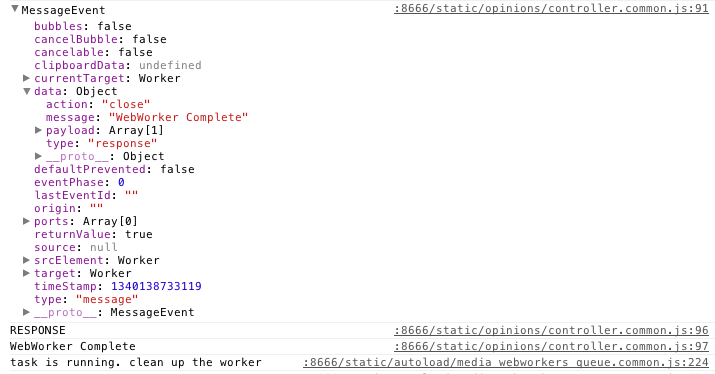 ▼MessageEvent :8666/static/opinions/controller.common.js:91
bubbles: false
cancelBubble: false
cancelable: false
clipboardData: undefined
▶currentTarget: Worker
▼data: Object
action: "close"
message: "WebWorker Complete"
▶payload: Array[1]
type: "response"
▶__proto__: Object
defaultPrevented: false
eventPhase: 0
lastEventId: ""
origin: ""
▶ports: Array[0]
returnValue: true
source: null
▶srcElement: Worker
▶target: Worker
timeStamp: 1340138733119
type: "message"
▶__proto__: MessageEvent
RESPONSE :8666/static/opinions/controller.common.js:96
WebWorker Complete :8666/static/opinions/controller.common.js:97
task is running. clean up the worker :8666/static/autoload/media_webworkers_queue.common.js:224